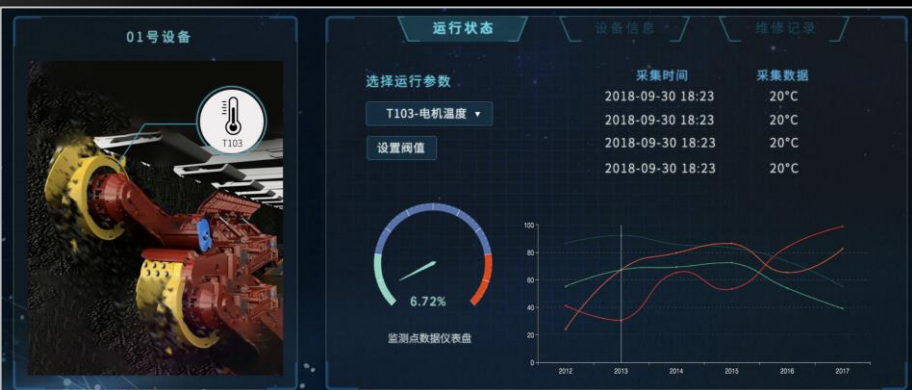 01号设备
T103
运行状态
设备信息
维修记录
选择运行参数
T103-电机温度
设置阀值
采集时间 采集数据
2018-09-30 18:23 20°C
2018-09-30 18:23 20°C
2018-09-30 18:23 20°C
2018-09-30 18:23 20°C
6.72%
监测点数据仪表盘
100
80
60
40
20
0
2012 2013 2014 2015 2016 2017